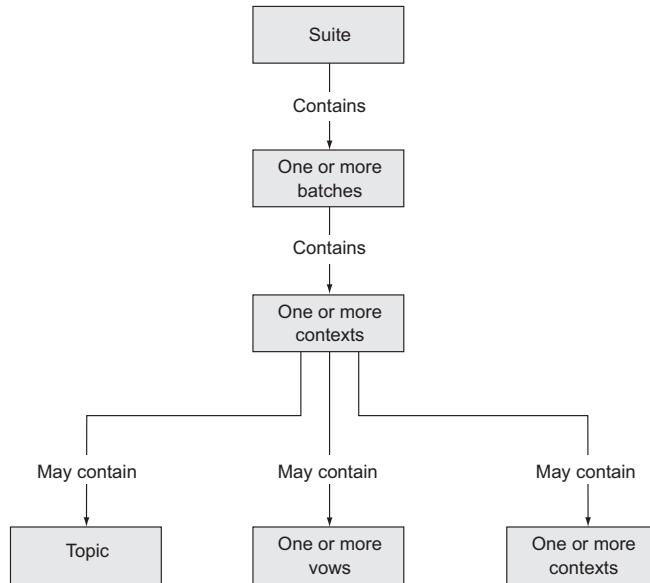 Suite
Contains
One or more
batches
Contains
One or more
contexts
May contain
May contain
May contain
Topic
One or more
vows
One or more
contexts